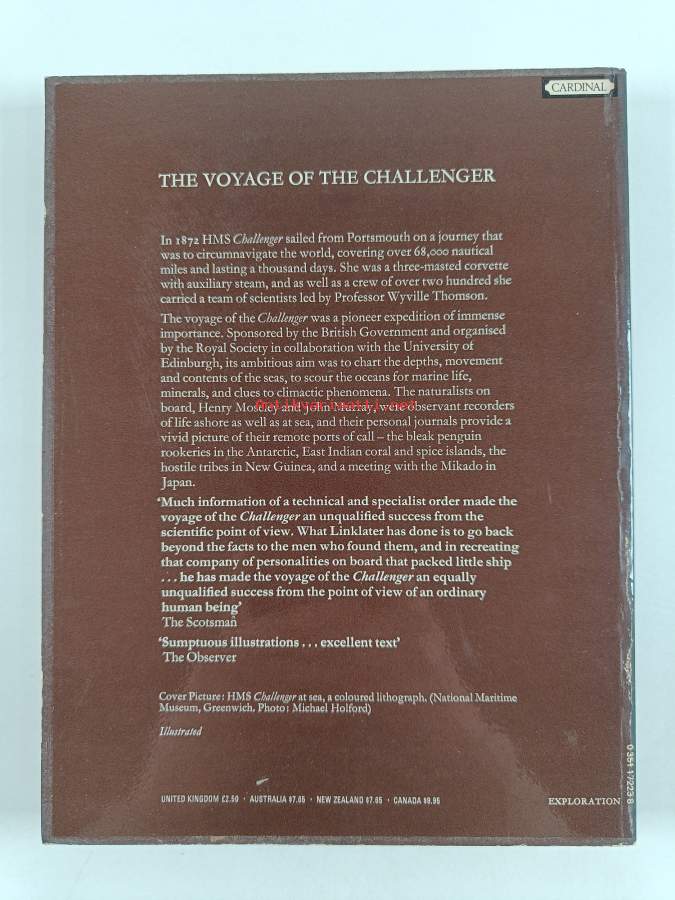 CARDINAL
THE VOYAGE OF THE CHALLENGER
In 1872 HMS Challenger sailed from Portsmouth on a journey that
was to circumnavigate the world, covering over 68,000 nautical
miles and lasting a thousand days. She was a three-masted corvette
with auxiliary steam, and as well as a crew of over two hundred she
carried a team of scientists led by Professor Wyville Thomson.
The voyage of the Challenger was a pioneer expedition of immense
importance. Sponsored by the British Government and organised
by the Royal Society in collaboration with the University of
Edinburgh, its ambitious aim was to chart the depths, movement
and contents of the seas, to scour the oceans for marine life,
minerals, and clues to climactic phenomena. The naturalists on
board, Henry Moseley and John Murray, were observant recorders
of life ashore as well as at sea, and their personal journals provide a
vivid picture of their remote ports of call – the bleak penguin
rookeries in the Antarctic, East Indian coral and spice islands, the
hostile tribes in New Guinea, and a meeting with the Mikado in
Japan.
‘Much information of a technical and specialist order made the
voyage of the Challenger an unqualified success from the
scientific point of view. What Linklater has done is to go back
beyond the facts to the men who found them, and in recreating
that company of personalities on board that packed little ship
. . . he has made the voyage of the Challenger an equally
unqualified success from the point of view of an ordinary
human being’
The Scotsman
‘Sumptuous illustrations . . . excellent text’
The Observer
Cover Picture: HMS Challenger at sea, a coloured lithograph. (National Maritime
Museum, Greenwich. Photo: Michael Holford)
Illustrated
UNITED KINGDOM £2.50 · AUSTRALIA $7.65 · NEW ZEALAND $7.65 · CANADA $9.95
EXPLORATION
0 351 17223 8